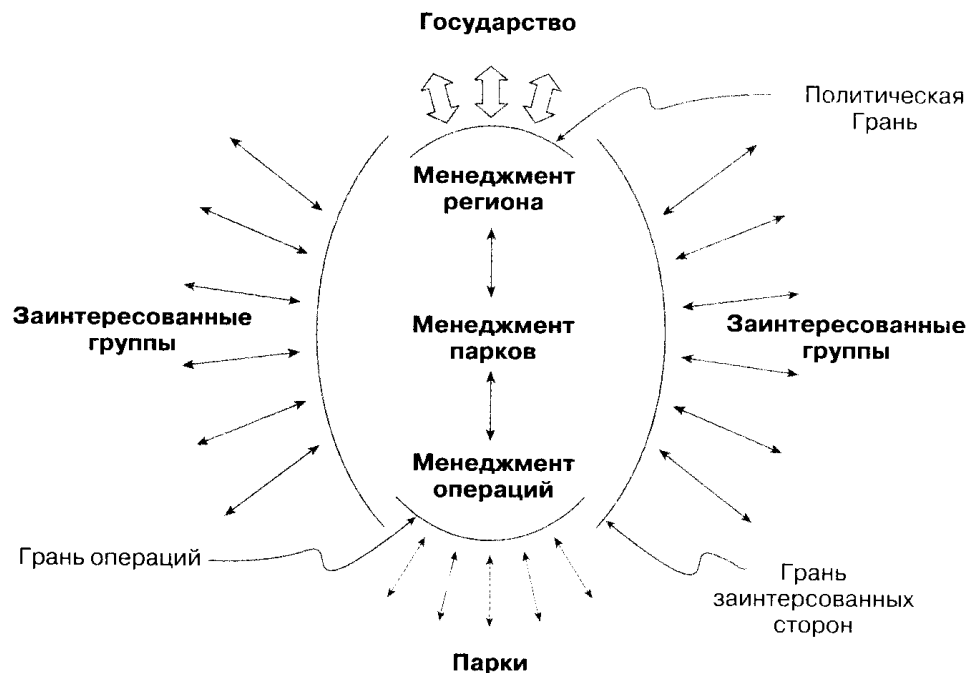 Государство
Политическая
Грань
Менеджмент
региона
Заинтересованные
группы
Менеджмент
парков
Заинтересованные
группы
Менеджмент
операций
Грань операций
Грань
заинтерсованных
сторон
Парки